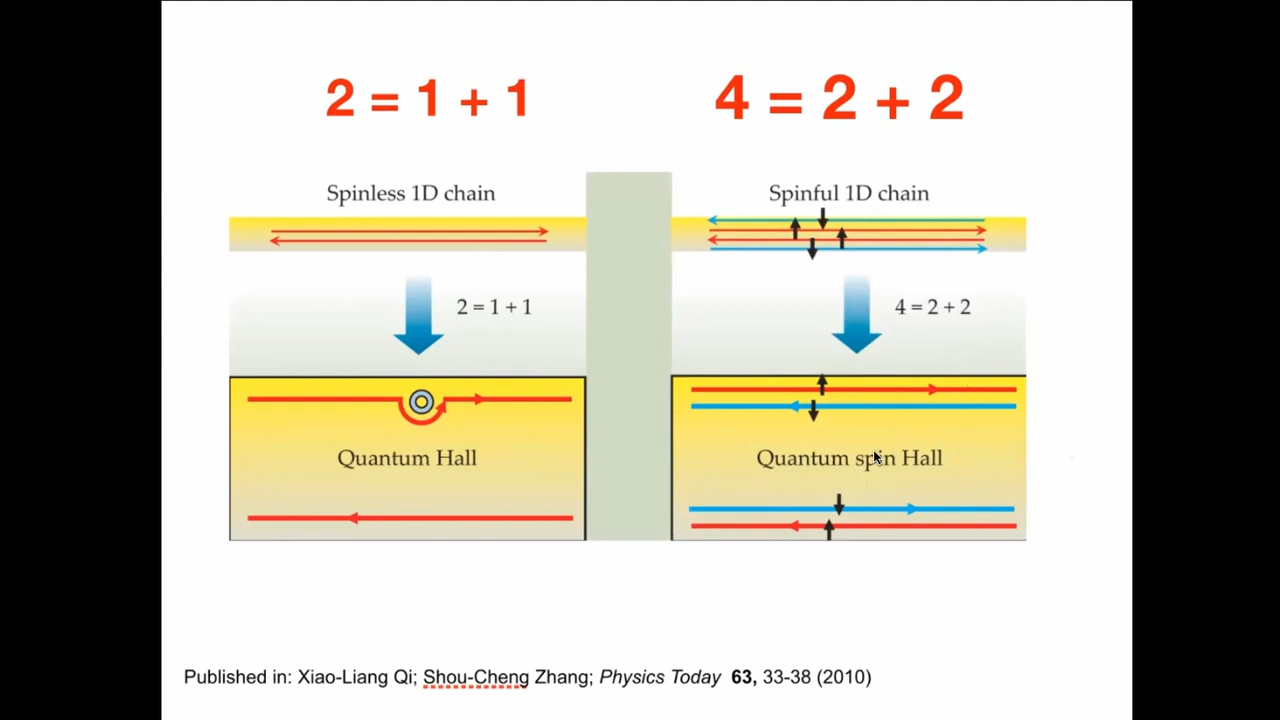 2 = 1 + 1
4 = 2 + 2
Spinless 1D chain
Spinful 1D chain
2 = 1 + 1
4 = 2 + 2
Quantum Hall
Quantum spin Hall
Published in: Xiao-Liang Qi; Shou-Cheng Zhang; Physics Today 63, 33-38 (2010)